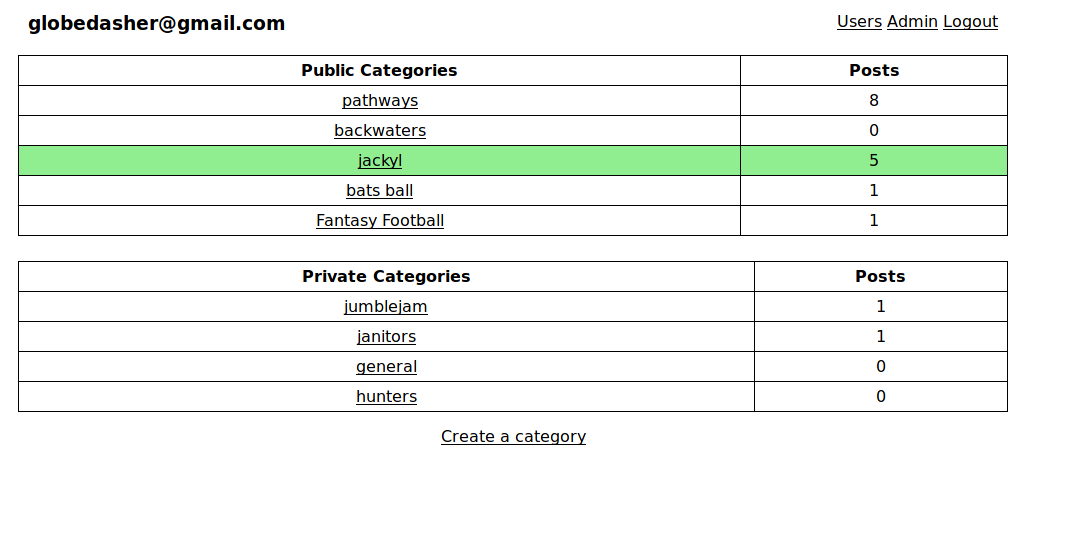 globedasher@gmail.com Users Admin Logout
Public Categories Posts
pathways 8
backwaters 0
jackyl 5
bats ball 1
Fantasy Football 1
Private Categories Posts
jumblejam 1
janitors 1
general 0
hunters 0
Create a category